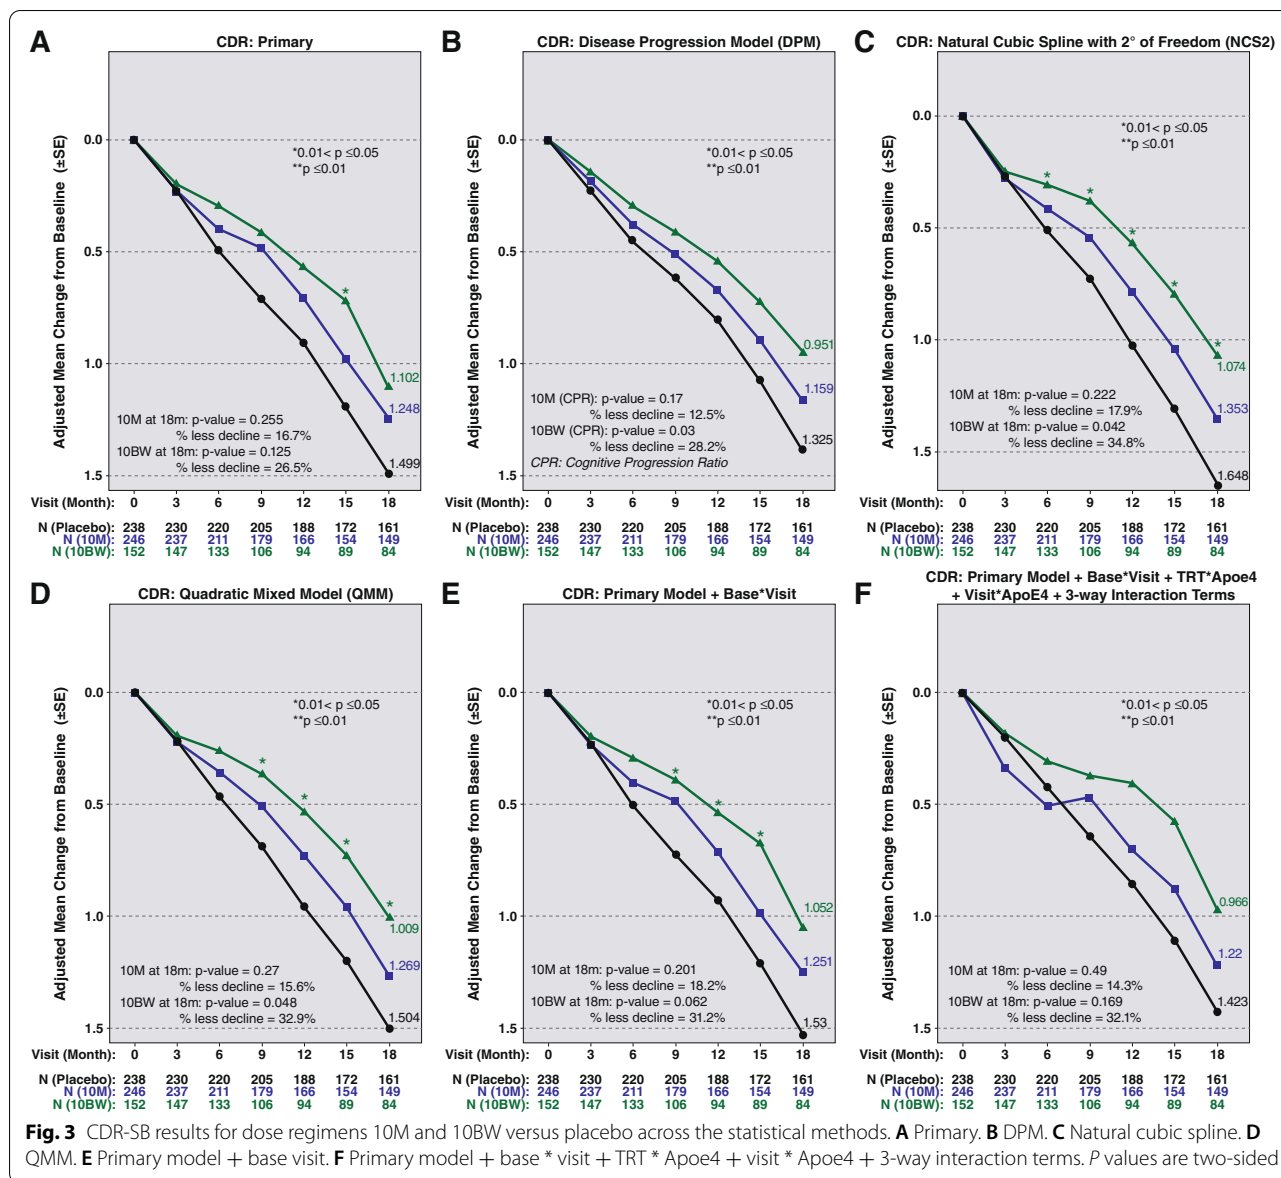 A
CDR: Primary
Adjusted Mean Change from Baseline (±SE)
0.0
0.5
1.0
1.5
*0.01< p ≤0.05
**p ≤0.01
*
1.102
1.248
1.499
10M at 18m: p-value = 0.255
% less decline = 16.7%
10BW at 18m: p-value = 0.125
% less decline = 26.5%
Visit (Month): 0 3 6 9 12 15 18
N (Placebo): 238 230 220 205 188 172 161
N (10M): 246 237 211 179 166 154 149
N (10BW): 152 147 133 106 94 89 84
B
CDR: Disease Progression Model (DPM)
Adjusted Mean Change from Baseline (±SE)
0.0
0.5
1.0
1.5
*0.01< p ≤0.05
**p ≤0.01
0.951
1.159
1.325
10M (CPR): p-value = 0.17
% less decline = 12.5%
10BW (CPR): p-value = 0.03
% less decline = 28.2%
CPR: Cognitive Progression Ratio
0 3 6 9 12 15 18
238 230 220 205 188 172 161
246 237 211 179 166 154 149
152 147 133 106 94 89 84
C
CDR: Natural Cubic Spline with 2° of Freedom (NCS2)
Adjusted Mean Change from Baseline (±SE)
0.0
0.5
1.0
1.5
*0.01< p ≤0.05
**p ≤0.01
* * * * *
1.074
1.353
1.648
10M at 18m: p-value = 0.222
% less decline = 17.9%
10BW at 18m: p-value = 0.042
% less decline = 34.8%
0 3 6 9 12 15 18
238 230 220 205 188 172 161
246 237 211 179 166 154 149
152 147 133 106 94 89 84
D
CDR: Quadratic Mixed Model (QMM)
Adjusted Mean Change from Baseline (±SE)
0.0
0.5
1.0
1.5
*0.01< p ≤0.05
**p ≤0.01
* * * *
1.009
1.269
1.504
10M at 18m: p-value = 0.27
% less decline = 15.6%
10BW at 18m: p-value = 0.048
% less decline = 32.9%
Visit (Month): 0 3 6 9 12 15 18
N (Placebo): 238 230 220 205 188 172 161
N (10M): 246 237 211 179 166 154 149
N (10BW): 152 147 133 106 94 89 84
E
CDR: Primary Model + Base*Visit
Adjusted Mean Change from Baseline (±SE)
0.0
0.5
1.0
1.5
*0.01< p ≤0.05
**p ≤0.01
* * *
1.052
1.251
1.53
10M at 18m: p-value = 0.201
% less decline = 18.2%
10BW at 18m: p-value = 0.062
% less decline = 31.2%
0 3 6 9 12 15 18
238 230 220 205 188 172 161
246 237 211 179 166 154 149
152 147 133 106 94 89 84
F
CDR: Primary Model + Base*Visit + TRT*Apoe4
+ Visit*ApoE4 + 3-way Interaction Terms
Adjusted Mean Change from Baseline (±SE)
0.0
0.5
1.0
1.5
*0.01< p ≤0.05
**p ≤0.01
0.966
1.22
1.423
10M at 18m: p-value = 0.49
% less decline = 14.3%
10BW at 18m: p-value = 0.169
% less decline = 32.1%
0 3 6 9 12 15 18
238 230 220 205 188 172 161
246 237 211 179 166 154 149
152 147 133 106 94 89 84
Fig. 3 CDR-SB results for dose regimens 10M and 10BW versus placebo across the statistical methods. A Primary. B DPM. C Natural cubic spline. D
QMM. E Primary model + base visit. F Primary model + base * visit + TRT * Apoe4 + visit * Apoe4 + 3-way interaction terms. P values are two-sided